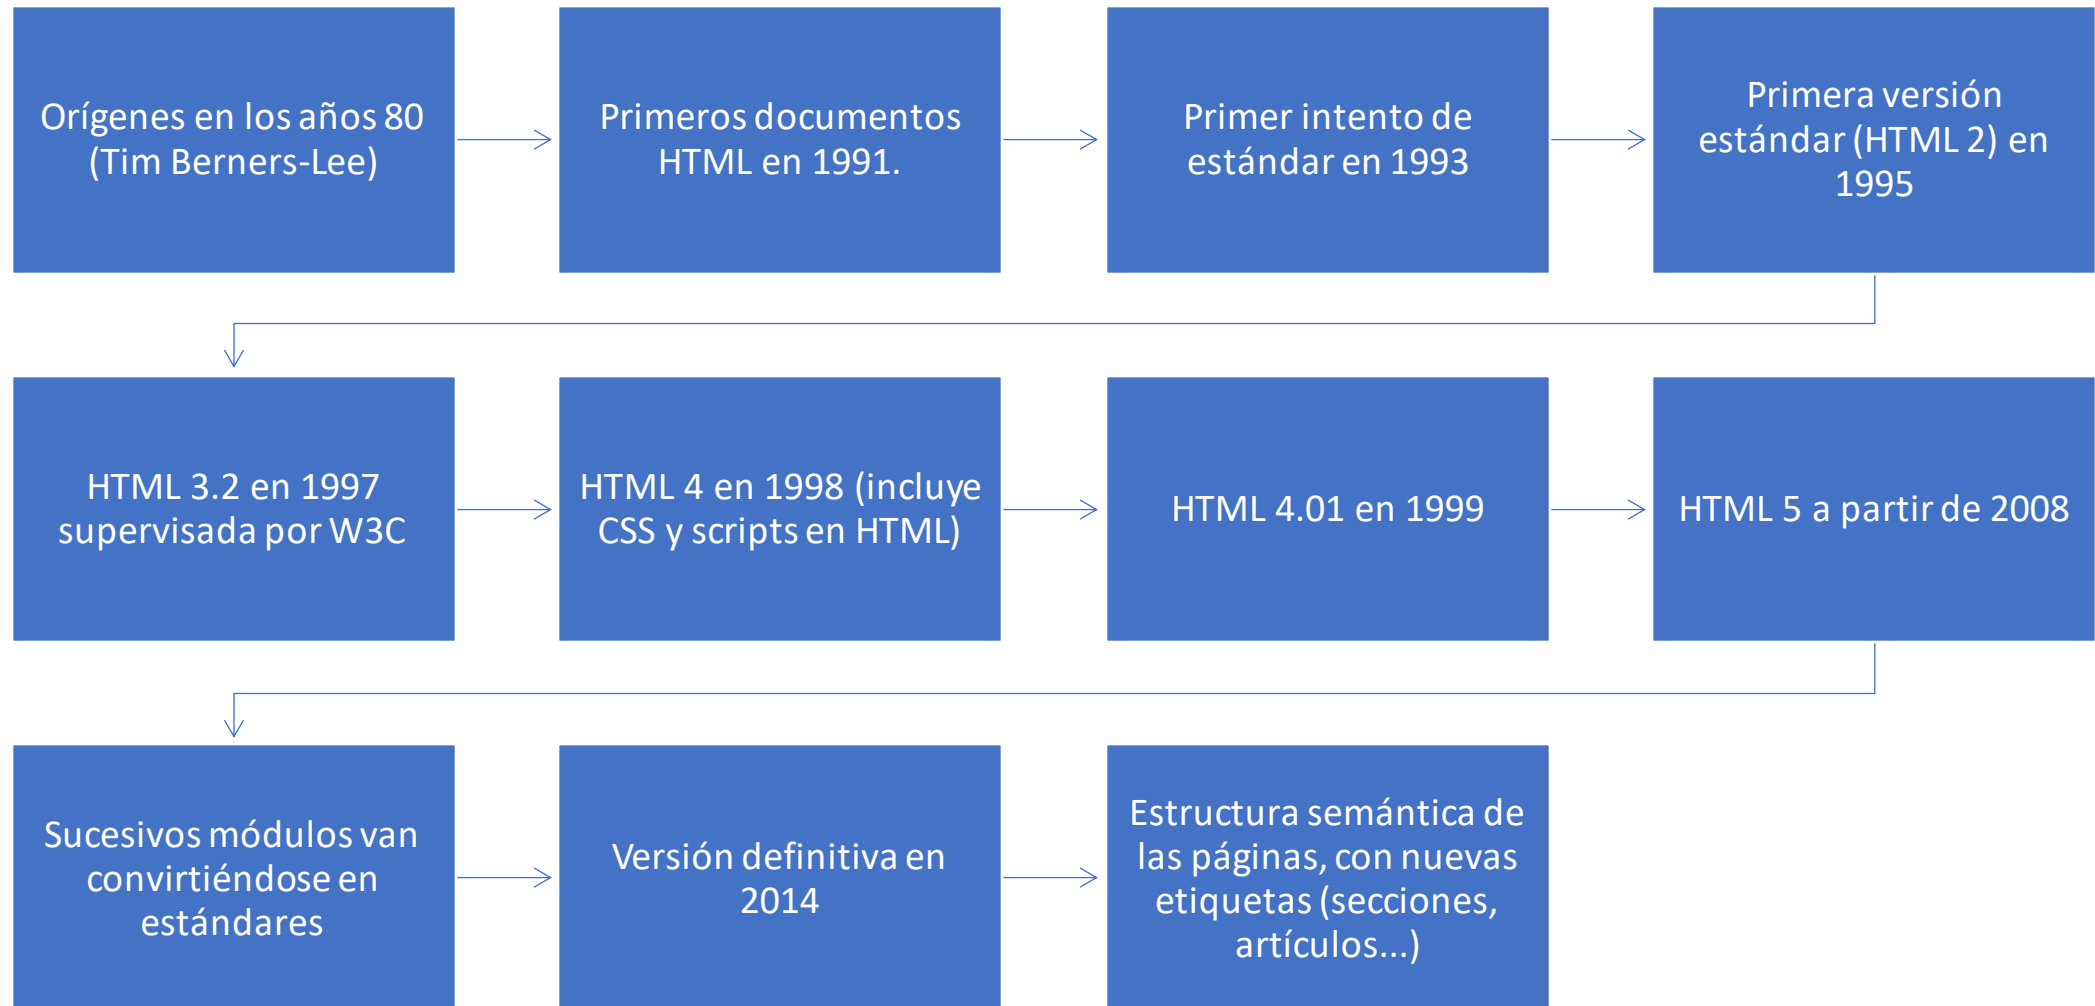 Orígenes en los años 80
(Tim Berners-Lee)
Primeros documentos
HTML en 1991.
Primer intento de
estándar en 1993
Primera versión
estándar (HTML 2) en
1995
HTML 3.2 en 1997
supervisada por W3C
HTML 4 en 1998 (incluye
CSS y scripts en HTML)
HTML 4.01 en 1999
HTML 5 a partir de 2008
Sucesivos módulos van
convirtiéndose en
estándares
Versión definitiva en
2014
Estructura semántica de
las páginas, con nuevas
etiquetas (secciones,
artículos...)